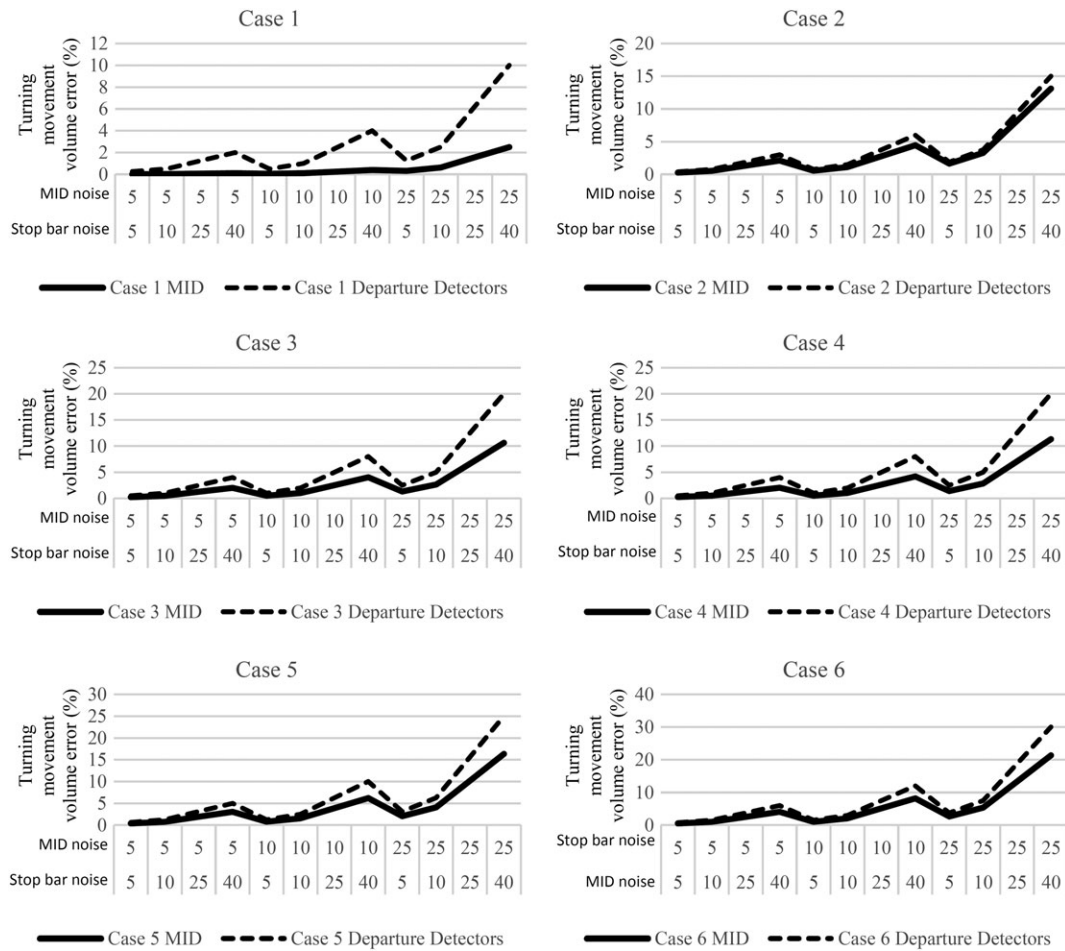 Case 1
Turning
movement
volume error (%)
12
10
8
6
4
2
0
MID noise 5 5 5 5 10 10 10 10 25 25 25 25
Stop bar noise 5 10 25 40 5 10 25 40 5 10 25 40
Case 1 MID Case 1 Departure Detectors
Case 2
Turning
movement
volume error (%)
20
15
10
5
0
5 5 5 5 10 10 10 10 25 25 25 25
5 10 25 40 5 10 25 40 5 10 25 40
Case 2 MID Case 2 Departure Detectors
Case 3
Turning
movement
volume error (%)
25
20
15
10
5
0
MID noise 5 5 5 5 10 10 10 10 25 25 25 25
Stop bar noise 5 10 25 40 5 10 25 40 5 10 25 40
Case 3 MID Case 3 Departure Detectors
Case 4
Turning
movement
volume error (%)
25
20
15
10
5
0
MID noise 5 5 5 5 10 10 10 10 25 25 25 25
Stop bar noise 5 10 25 40 5 10 25 40 5 10 25 40
Case 4 MID Case 4 Departure Detectors
Case 5
Turning
movement
volume error (%)
30
25
20
15
10
5
0
MID noise 5 5 5 5 10 10 10 10 25 25 25 25
Stop bar noise 5 10 25 40 5 10 25 40 5 10 25 40
Case 5 MID Case 5 Departure Detectors
Case 6
Turning
movement
volume error (%)
40
30
20
10
0
Stop bar noise 5 5 5 5 10 10 10 10 25 25 25 25
MID noise 5 10 25 40 5 10 25 40 5 10 25 40
Case 6 MID Case 6 Departure Detectors